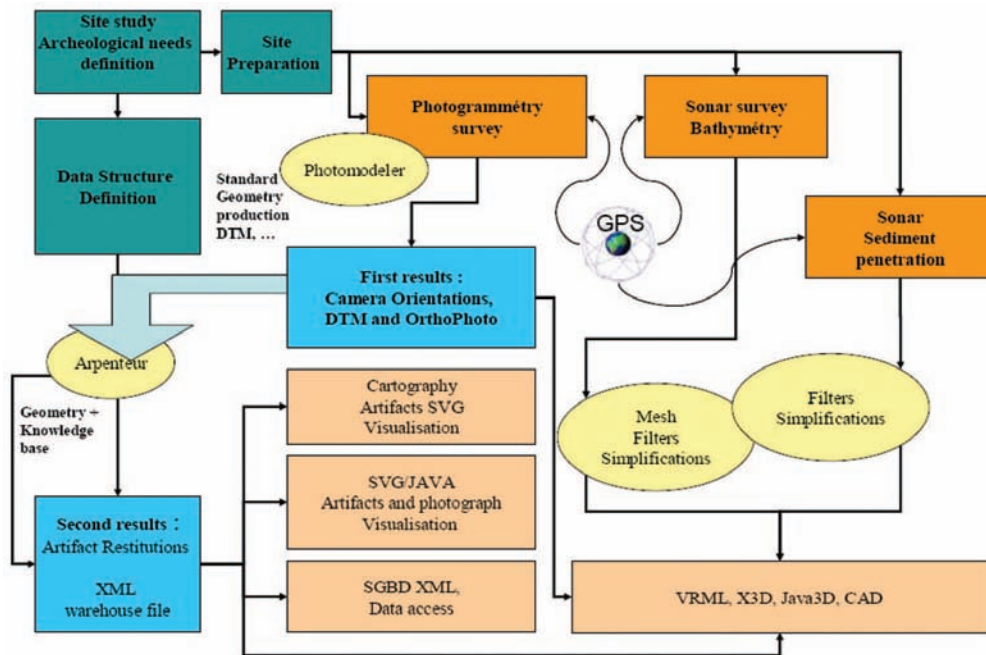 Site study
Archeological needs
definition
Site
Preparation
Photogrammétry
survey
Sonar survey
Bathymétry
Photomodeler
Data Structure
Definition
Standard
Geometry
production
DTM, ...
GPS
Sonar
Sediment
penetration
First results :
Camera Orientations,
DTM and OrthoPhoto
Arpenteur
Geometry +
Knowledge
base
Cartography
Artifacts SVG
Visualisation
Mesh
Filters
Simplifications
Filters
Simplifications
SVG/JAVA
Artifacts and photograph
Visualisation
Second results :
Artifact Restitutions
XML
warehouse file
SGBD XML,
Data access
VRML, X3D, Java3D, CAD